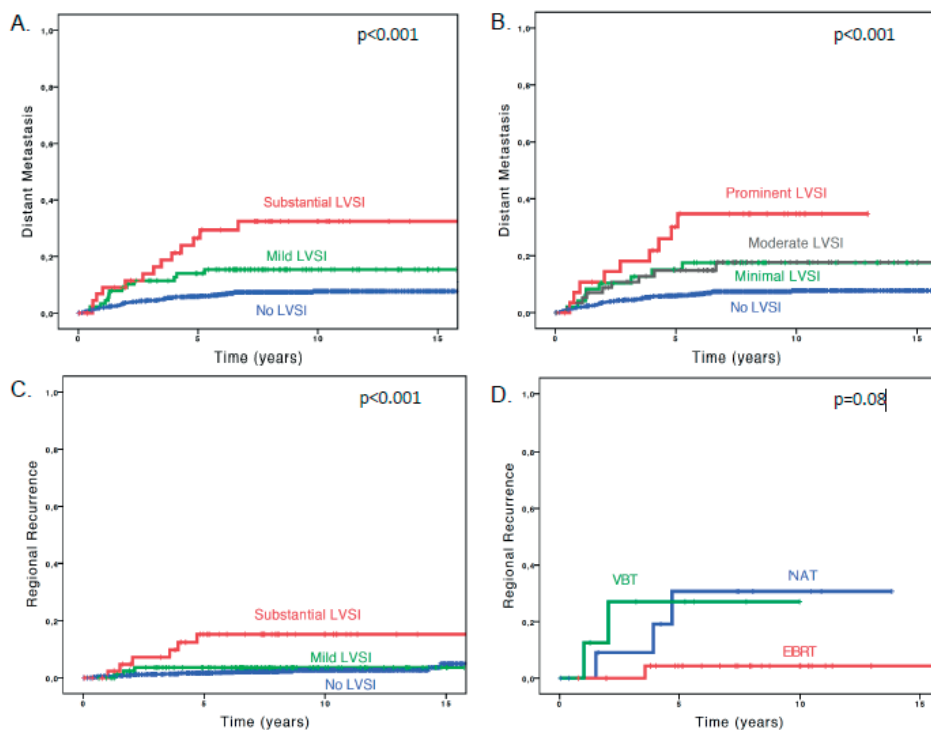 A.
p<0.001
1,0
0,8
0,6
0,4
0,2
0,0
Distant Metastasis
Substantial LVSI
Mild LVSI
No LVSI
0
5
10
15
Time (years)
B.
p<0.001
1,0
0,8
0,6
0,4
0,2
0,0
Distant Metastasis
Prominent LVSI
Moderate LVSI
Minimal LVSI
No LVSI
0
5
10
15
Time (years)
C.
p<0.001
1,0
0,8
0,6
0,4
0,2
0,0
Regional Recurrence
Substantial LVSI
Mild LVSI
No LVSI
0
5
10
15
Time (years)
D.
p=0.08
1,0
0,8
0,6
0,4
0,2
0,0
Regional Recurrence
VBT
NAT
EBRT
0
5
10
15
Time (years)